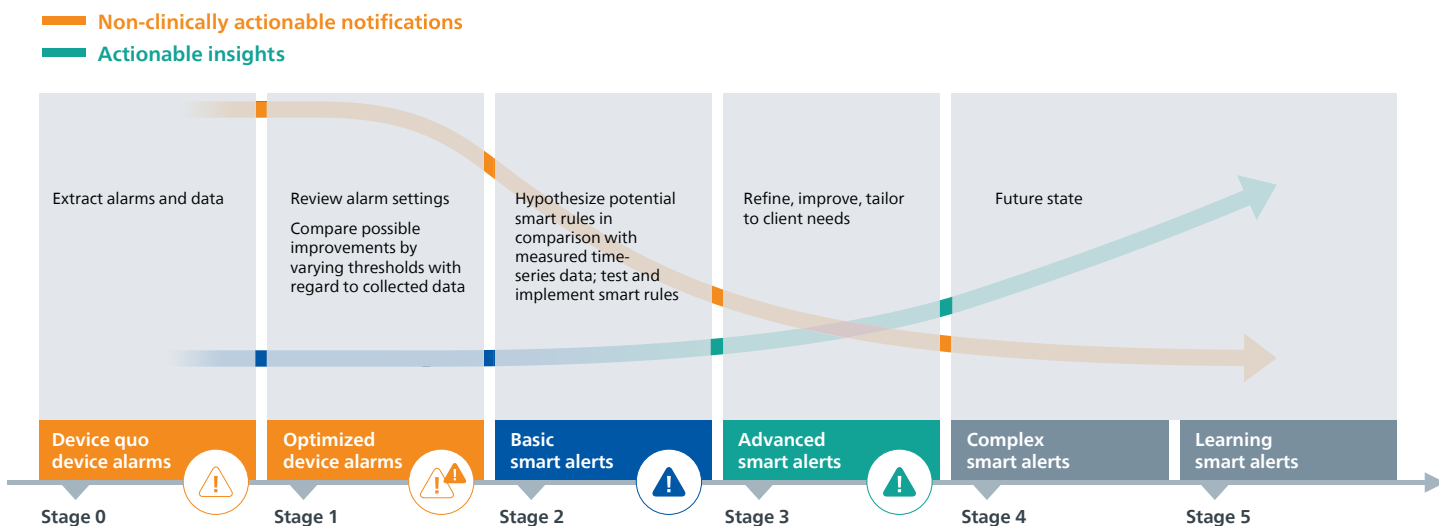 Non-clinically actionable notifications
Actionable insights
Extract alarms and data
Review alarm settings
Compare possible
improvements by
varying thresholds with
regard to collected data
Hypothesize potential
smart rules in
comparison with
measured time-
series data; test and
implement smart rules
Refine, improve, tailor
to client needs
Future state
Device quo
device alarms
Optimized
device alarms
Basic
smart alerts
Advanced
smart alerts
Complex
smart alerts
Learning
smart alerts
Stage 0
Stage 1
Stage 2
Stage 3
Stage 4
Stage 5